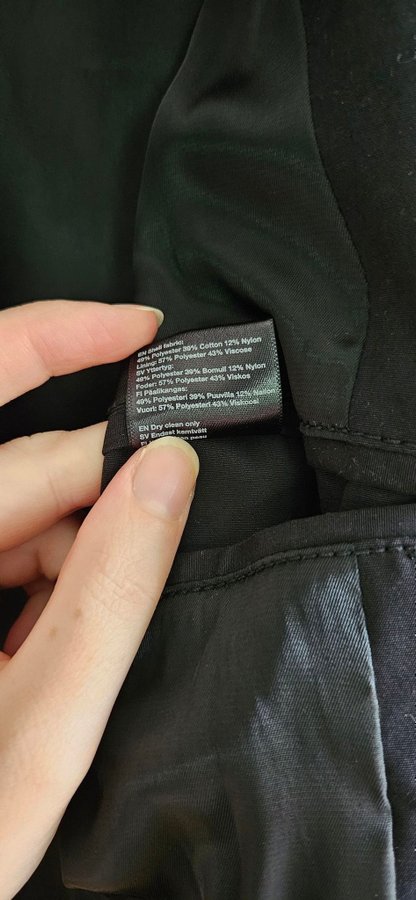 EN Shell fabric:
49% Polyester 39% Cotton 12% Nylon
Lining: 57% Polyester 43% Viscose
SV Yttertyg:
49% Polyester 39% Bomull 12% Nylon
Foder: 57% Polyester 43% Viskos
FI Päällikangas:
49% Polyesteri 39% Puuvilla 12% Nailon
Vuori: 57% Polyesteri 43% Viskoosi
EN Dry clean only
SV Endast kemtvätt
FI